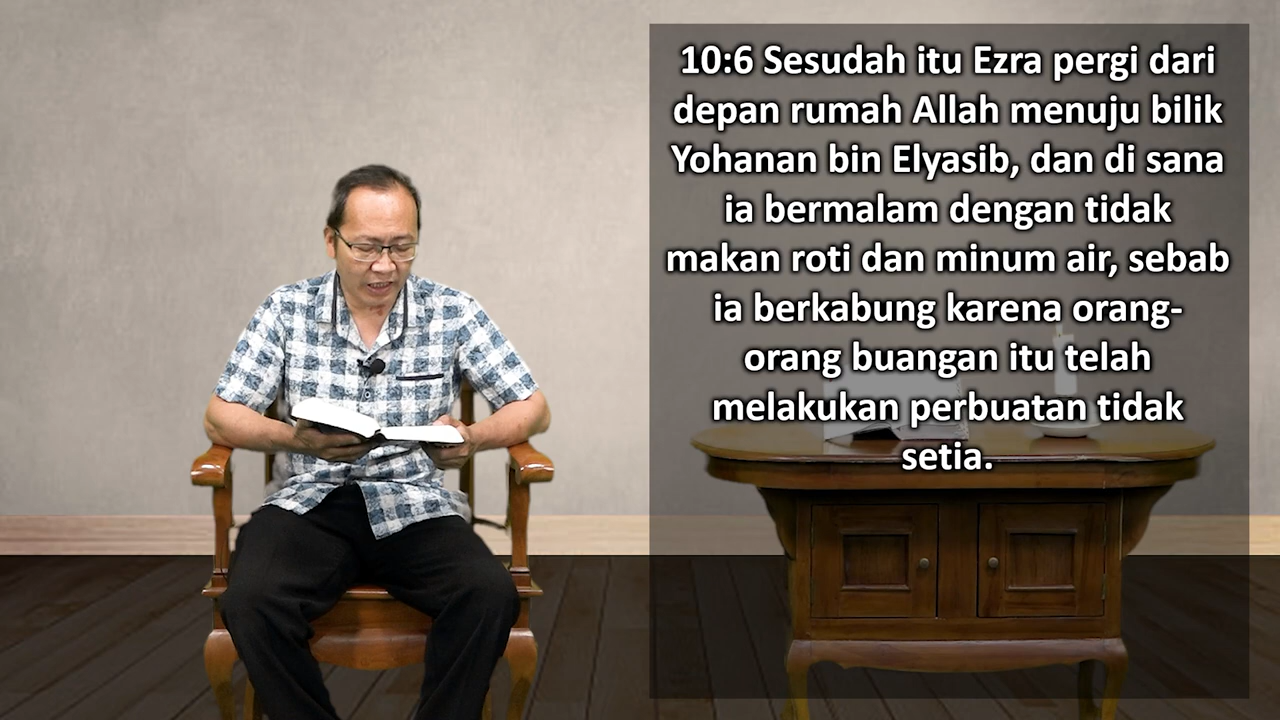 10:6 Sesudah itu Ezra pergi dari
depan rumah Allah menuju bilik
Yohanan bin Elyasib, dan di sana
ia bermalam dengan tidak
makan roti dan minum air, sebab
ia berkabung karena orang-
orang buangan itu telah
melakukan perbuatan tidak
setia.